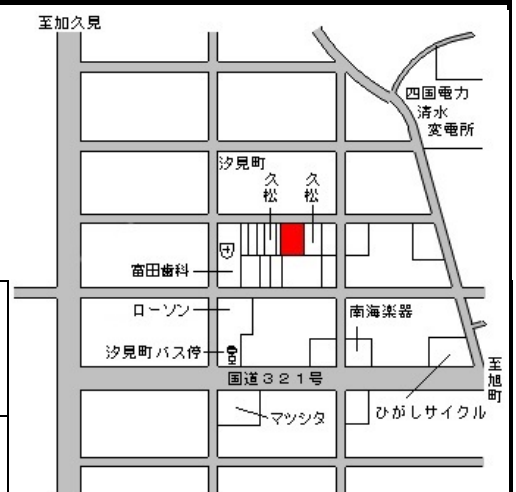 至加久見
四国電力
清水
変電所
汐見町
久松
久松
富田歯科
ローソン
南海楽器
汐見町バス停
国道321号
至旭町
マツシタ
ひがしサイクル